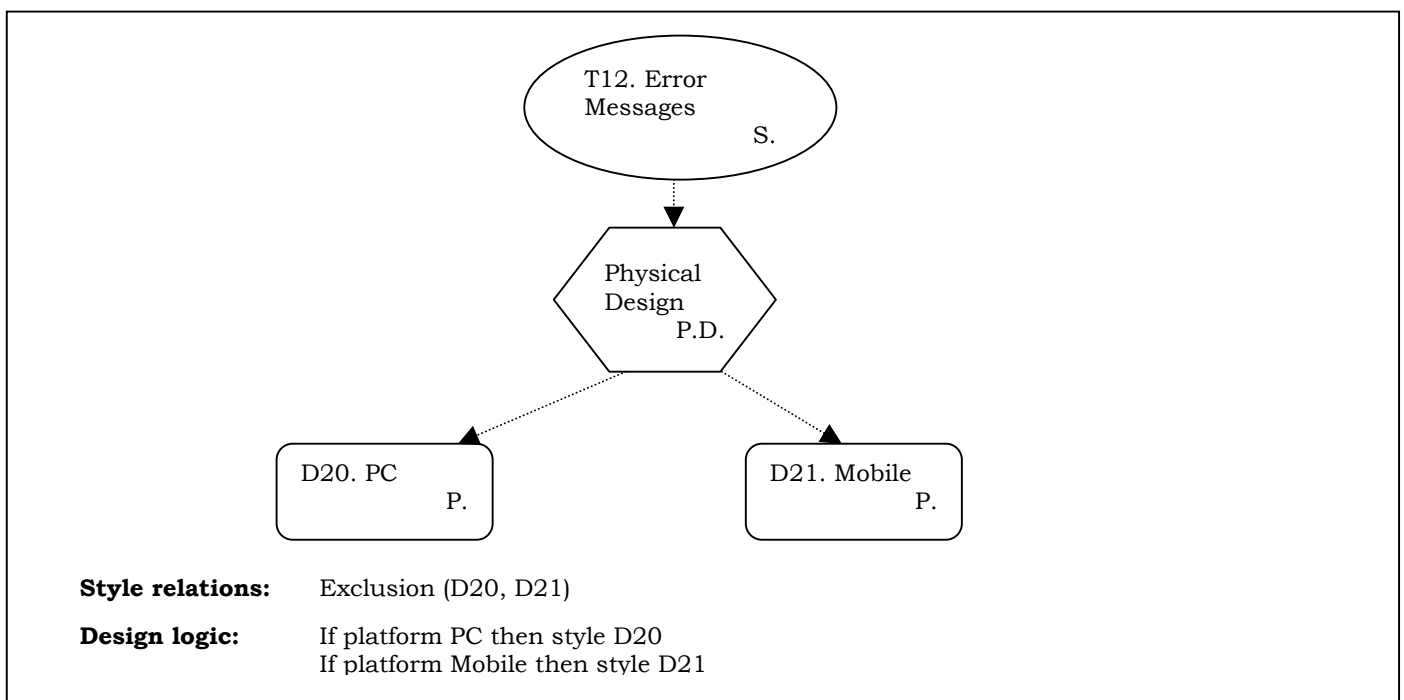 T12. Error
Messages
S.
Physical
Design
P.D.
D20. PC
P.
D21. Mobile
P.
Style relations: Exclusion (D20, D21)
Design logic: If platform PC then style D20
If platform Mobile then style D21